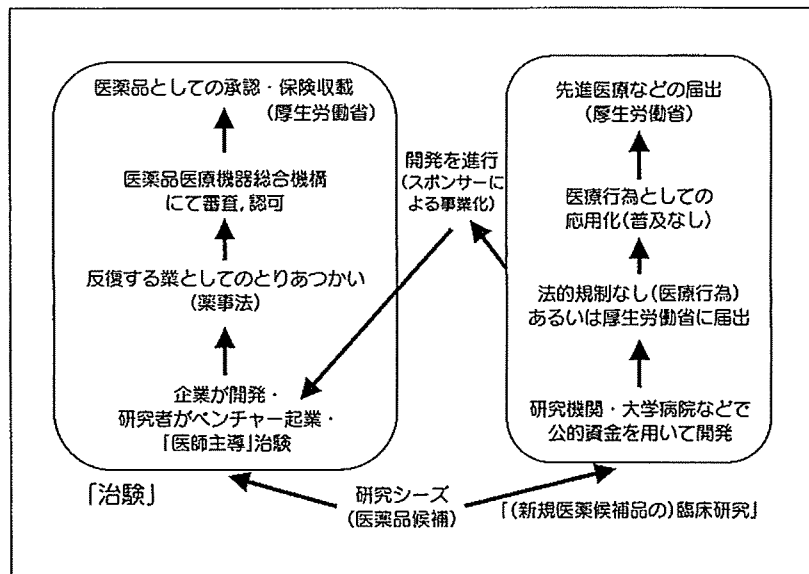 医薬品としての承認・保険収載
(厚生労働省)
医薬品医療機器総合機構
にて審査,認可
反復する業としてのとりあつかい
(薬事法)
企業が開発・
研究者がベンチャー起業・
「医師主導」治験
「治験」
開発を進行
(スポンサーに
よる事業化)
先進医療などの届出
(厚生労働省)
医療行為としての
応用化(普及なし)
法的規制なし(医療行為)
あるいは厚生労働省に届出
研究機関・大学病院などで
公的資金を用いて開発
研究シーズ
(医薬品候補)
「(新規医薬候補品の)臨床研究」